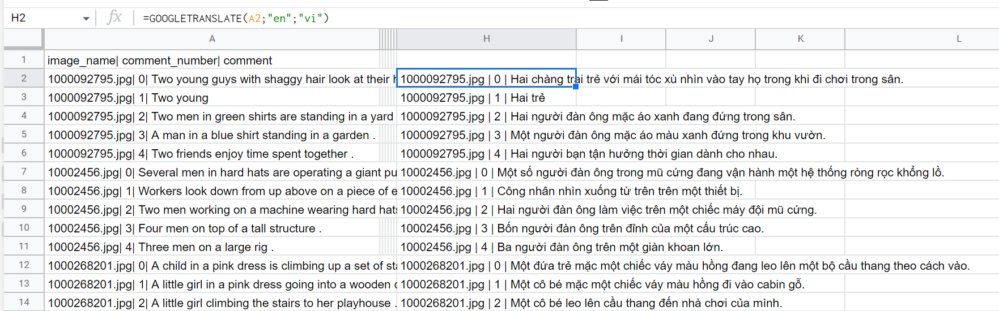 H2 fx =GOOGLETRANSLATE(A2;"en";"vi")
A H I J K L
1 image_name| comment_number| comment
2 1000092795.jpg| 0| Two young guys with shaggy hair look at their 1000092795.jpg | 0 | Hai chàng trai trẻ với mái tóc xù nhìn vào tay họ trong khi đi chơi trong sân.
3 1000092795.jpg| 1| Two young 1000092795.jpg | 1 | Hai trẻ
4 1000092795.jpg| 2| Two men in green shirts are standing in a yard 1000092795.jpg | 2 | Hai người đàn ông mặc áo xanh đang đứng trong sân.
5 1000092795.jpg| 3| A man in a blue shirt standing in a garden . 1000092795.jpg | 3 | Một người đàn ông mặc áo màu xanh đứng trong khu vườn.
6 1000092795.jpg| 4| Two friends enjoy time spent together . 1000092795.jpg | 4 | Hai người bạn tận hưởng thời gian dành cho nhau.
7 10002456.jpg| 0| Several men in hard hats are operating a giant pu 10002456.jpg | 0 | Một số người đàn ông trong mũ cứng đang vận hành một hệ thống ròng rọc khổng lồ.
8 10002456.jpg| 1| Workers look down from up above on a piece of e 10002456.jpg | 1 | Công nhân nhìn xuống từ trên trên một thiết bị.
9 10002456.jpg| 2| Two men working on a machine wearing hard hats 10002456.jpg | 2 | Hai người đàn ông làm việc trên một chiếc máy đội mũ cứng.
10 10002456.jpg| 3| Four men on top of a tall structure . 10002456.jpg | 3 | Bốn người đàn ông trên đỉnh của một cấu trúc cao.
11 10002456.jpg| 4| Three men on a large rig . 10002456.jpg | 4 | Ba người đàn ông trên một giàn khoan lớn.
12 1000268201.jpg| 0| A child in a pink dress is climbing up a set of sta 1000268201.jpg | 0 | Một đứa trẻ mặc một chiếc váy màu hồng đang leo lên một bộ cầu thang theo cách vào.
13 1000268201.jpg| 1| A little girl in a pink dress going into a wooden 1000268201.jpg | 1 | Một cô bé mặc một chiếc váy màu hồng đi vào cabin gỗ.
14 1000268201.jpg| 2| A little girl climbing the stairs to her playhouse . 1000268201.jpg | 2 | Một cô bé leo lên cầu thang đến nhà chơi của mình.